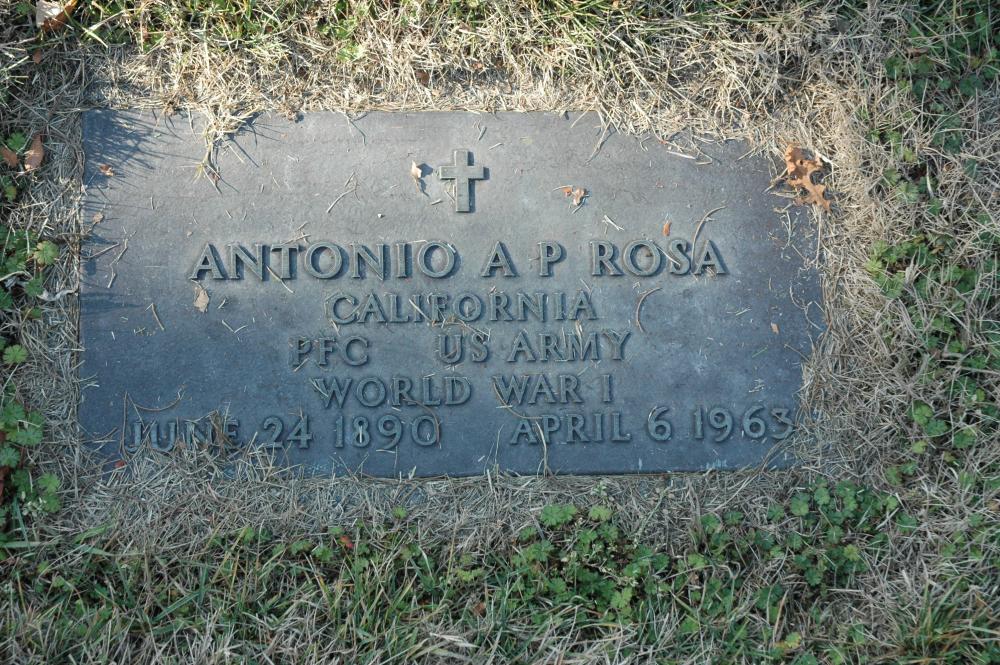 ANTONIO A P ROSA
CALIFORNIA
PFC US ARMY
WORLD WAR I
JUNE 24 1890 APRIL 6 1963